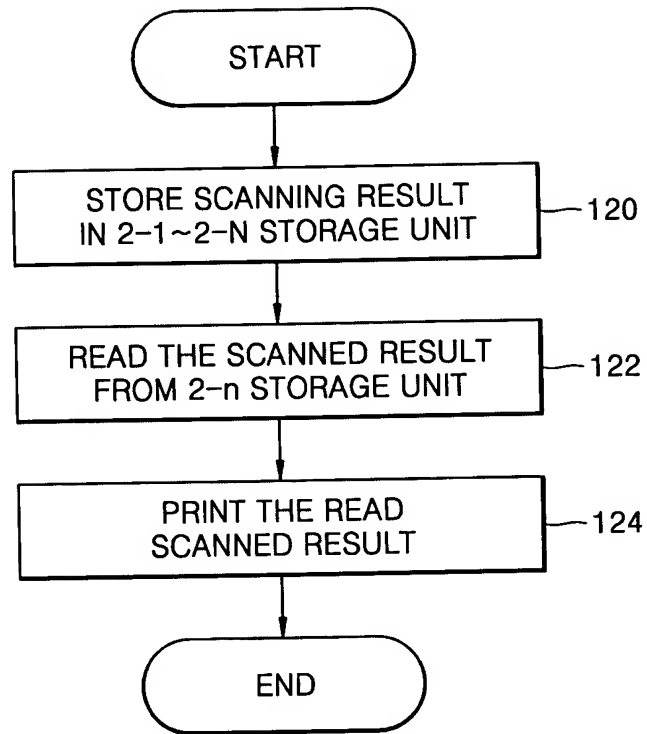 START
STORE SCANNING RESULT
IN 2-1~2-N STORAGE UNIT
120
READ THE SCANNED RESULT
FROM 2-n STORAGE UNIT
122
PRINT THE READ
SCANNED RESULT
124
END